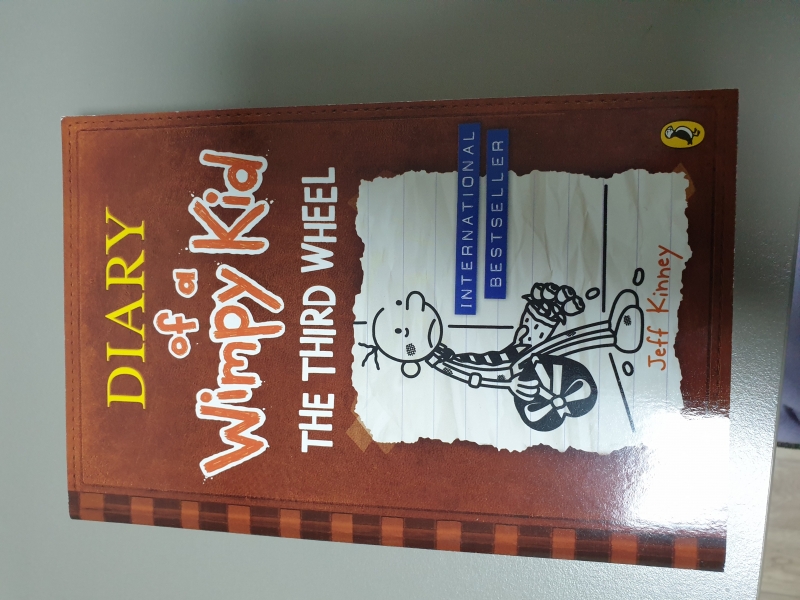 DIARY
of a
Wimpy Kid
THE THIRD WHEEL
INTERNATIONAL
BESTSELLER
Jeff Kinney